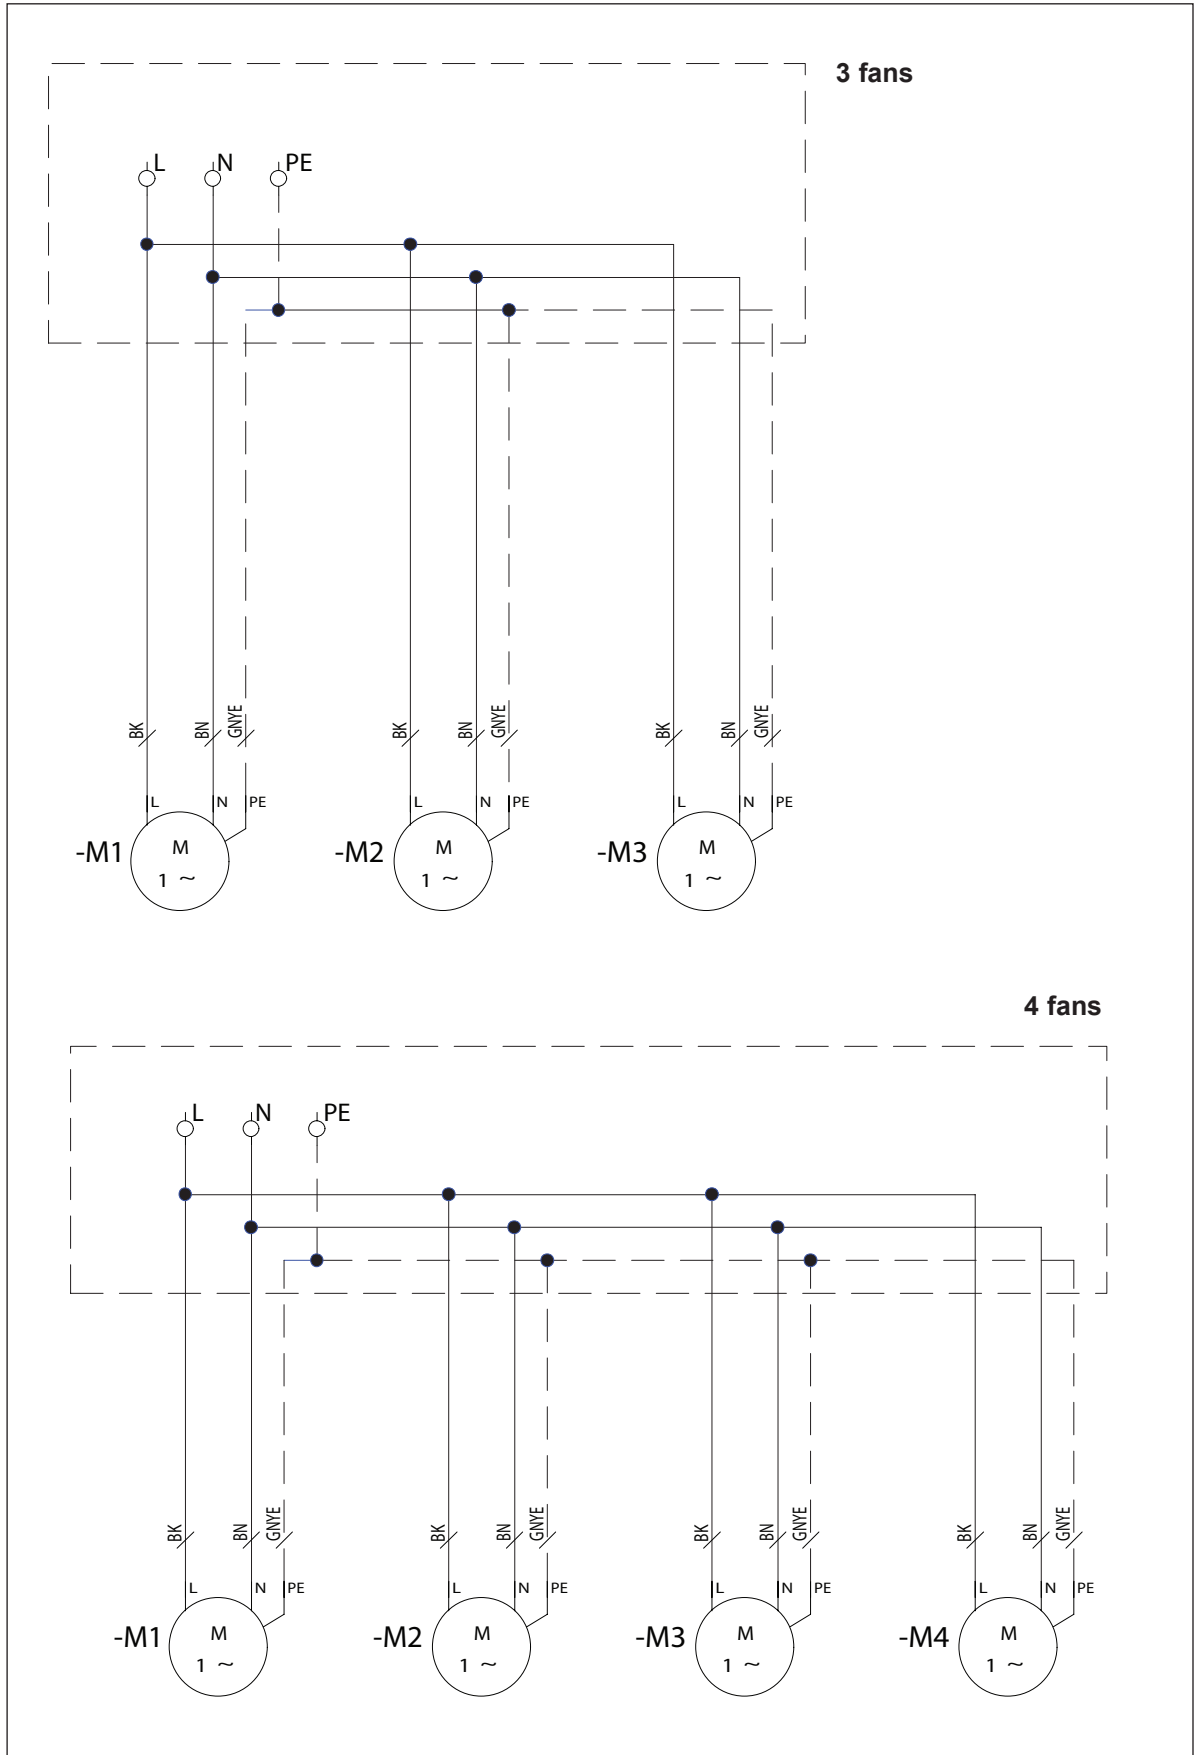 3 fans
L N PE
BK BN GNYE BK BN GNYE BK BN GNYE
L N PE L N PE L N PE
-M1 M 1 ~ -M2 M 1 ~ -M3 M 1 ~
4 fans
L N PE
BK BN GNYE BK BN GNYE BK BN GNYE BK BN GNYE
L N PE L N PE L N PE L N PE
-M1 M 1 ~ -M2 M 1 ~ -M3 M 1 ~ -M4 M 1 ~